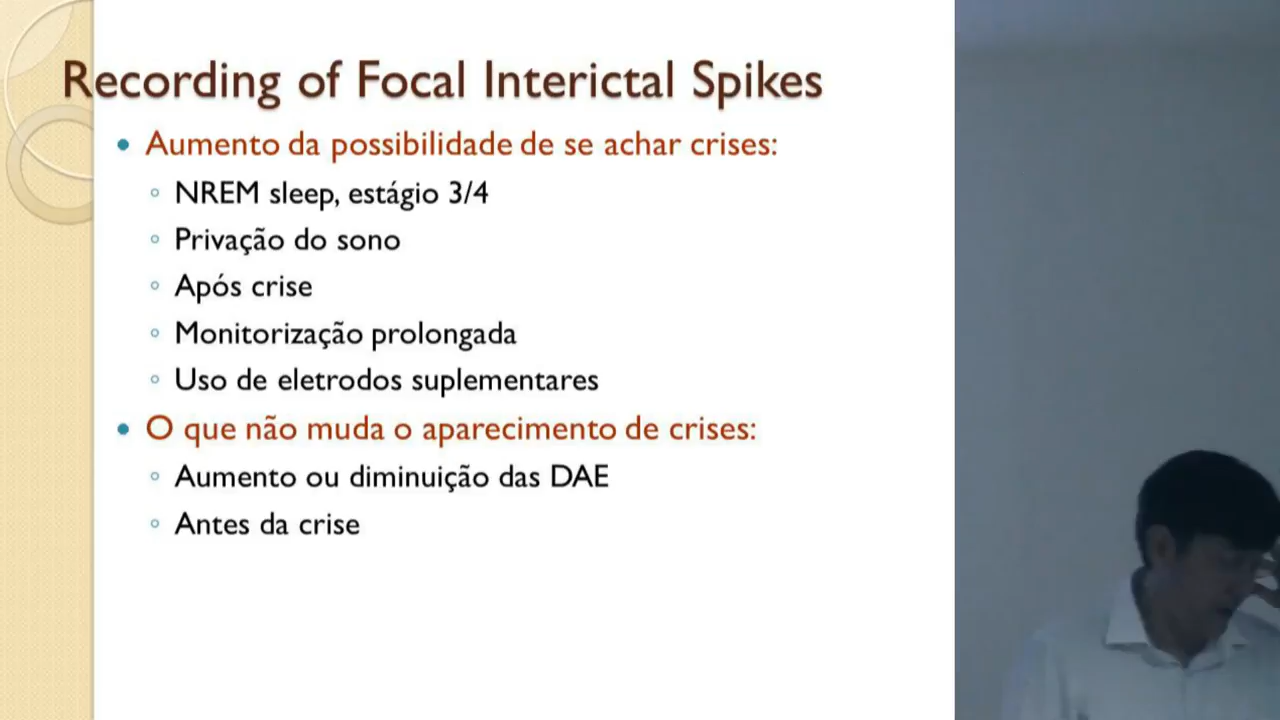 Recording of Focal Interictal Spikes
Aumento da possibilidade de se achar crises:
NREM sleep, estágio 3/4
Privação do sono
Após crise
Monitorização prolongada
Uso de eletrodos suplementares
O que não muda o aparecimento de crises:
Aumento ou diminuição das DAE
Antes da crise